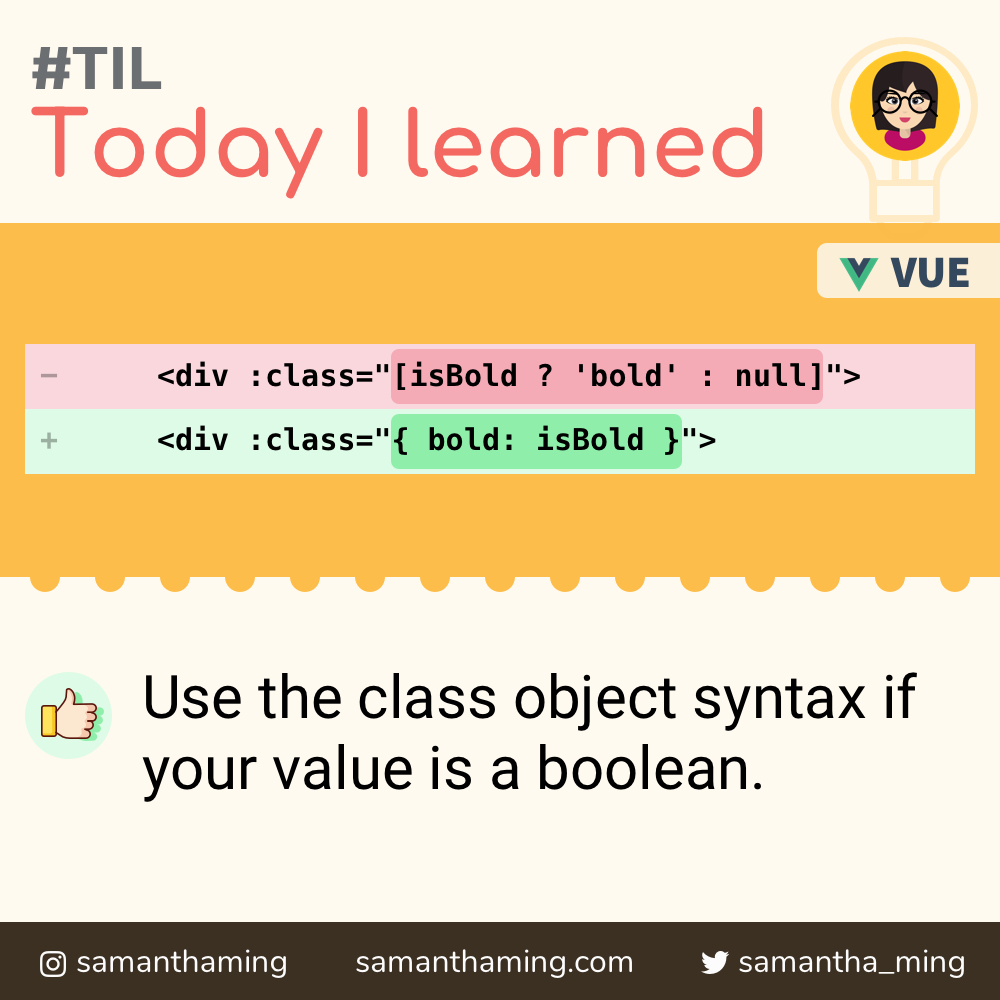 #TIL
Today I learned
VUE
− <div :class="[isBold ? 'bold' : null]">
+ <div :class="{ bold: isBold }">
Use the class object syntax if
your value is a boolean.
samanthaming samanthaming.com samantha_ming